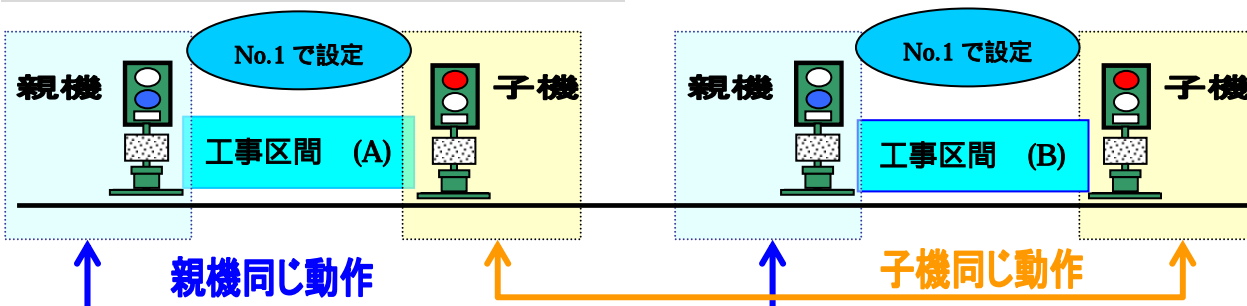 No.1 で設定
No.1 で設定
親機
子機
親機
子機
工事区間 (A)
工事区間 (B)
親機同じ動作
子機同じ動作